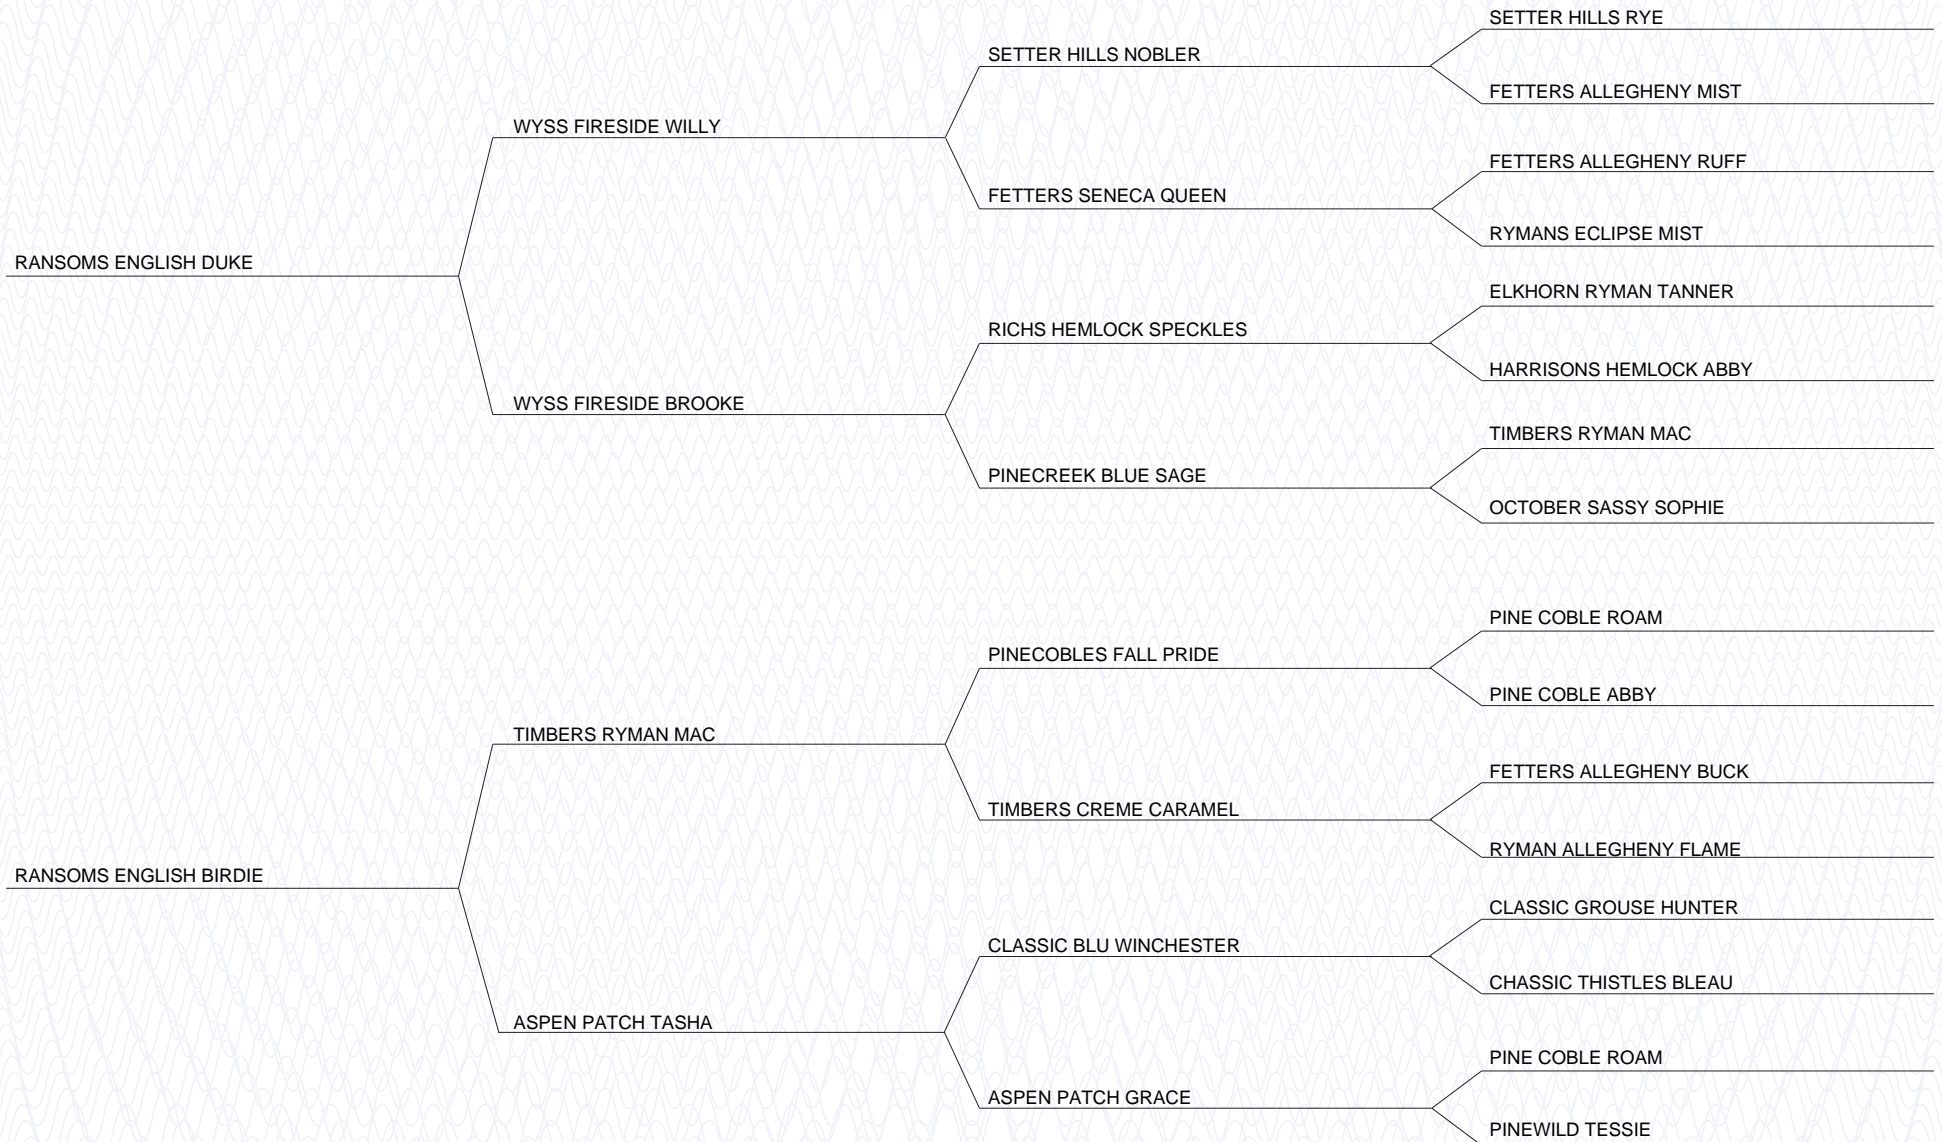 SETTER HILLS RYE
SETTER HILLS NOBLER
FETTERS ALLEGHENY MIST
WYSS FIRESIDE WILLY
FETTERS ALLEGHENY RUFF
FETTERS SENECA QUEEN
RYMANS ECLIPSE MIST
RANSOMS ENGLISH DUKE
ELKHORN RYMAN TANNER
RICHS HEMLOCK SPECKLES
HARRISONS HEMLOCK ABBY
WYSS FIRESIDE BROOKE
TIMBERS RYMAN MAC
PINECREEK BLUE SAGE
OCTOBER SASSY SOPHIE
PINE COBLE ROAM
PINECOBLES FALL PRIDE
PINE COBLE ABBY
TIMBERS RYMAN MAC
FETTERS ALLEGHENY BUCK
TIMBERS CREME CARAMEL
RYMAN ALLEGHENY FLAME
RANSOMS ENGLISH BIRDIE
CLASSIC GROUSE HUNTER
CLASSIC BLU WINCHESTER
CHASSIC THISTLES BLEAU
ASPEN PATCH TASHA
PINE COBLE ROAM
ASPEN PATCH GRACE
PINEWILD TESSIE